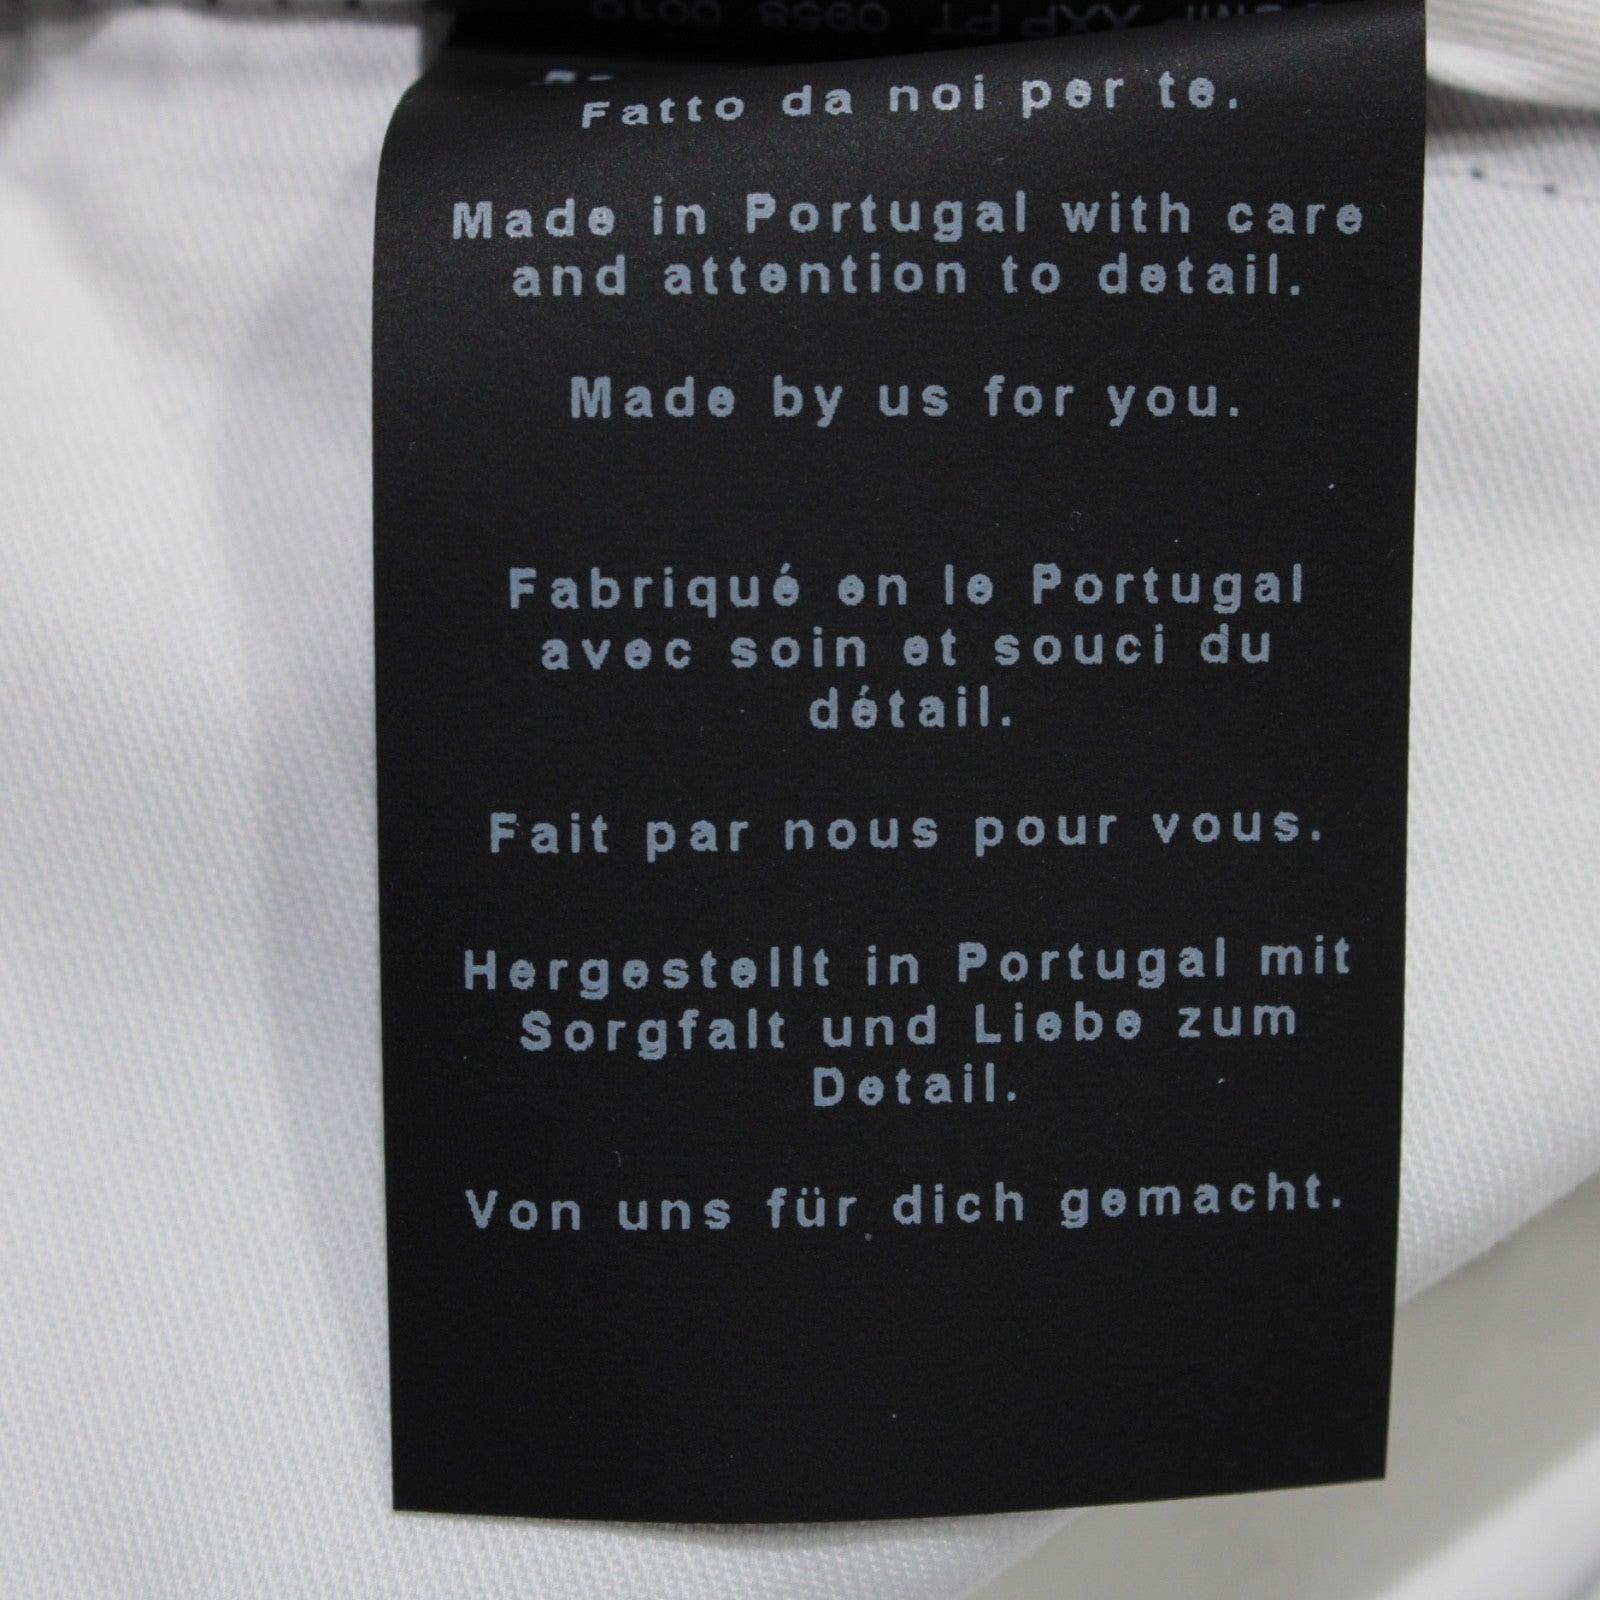 Fatto da noi per te.
Made in Portugal with care
and attention to detail.
Made by us for you.
Fabriqué en le Portugal
avec soin et souci du
détail.
Fait par nous pour vous.
Hergestellt in Portugal mit
Sorgfalt und Liebe zum
Detail.
Von uns für dich gemacht.